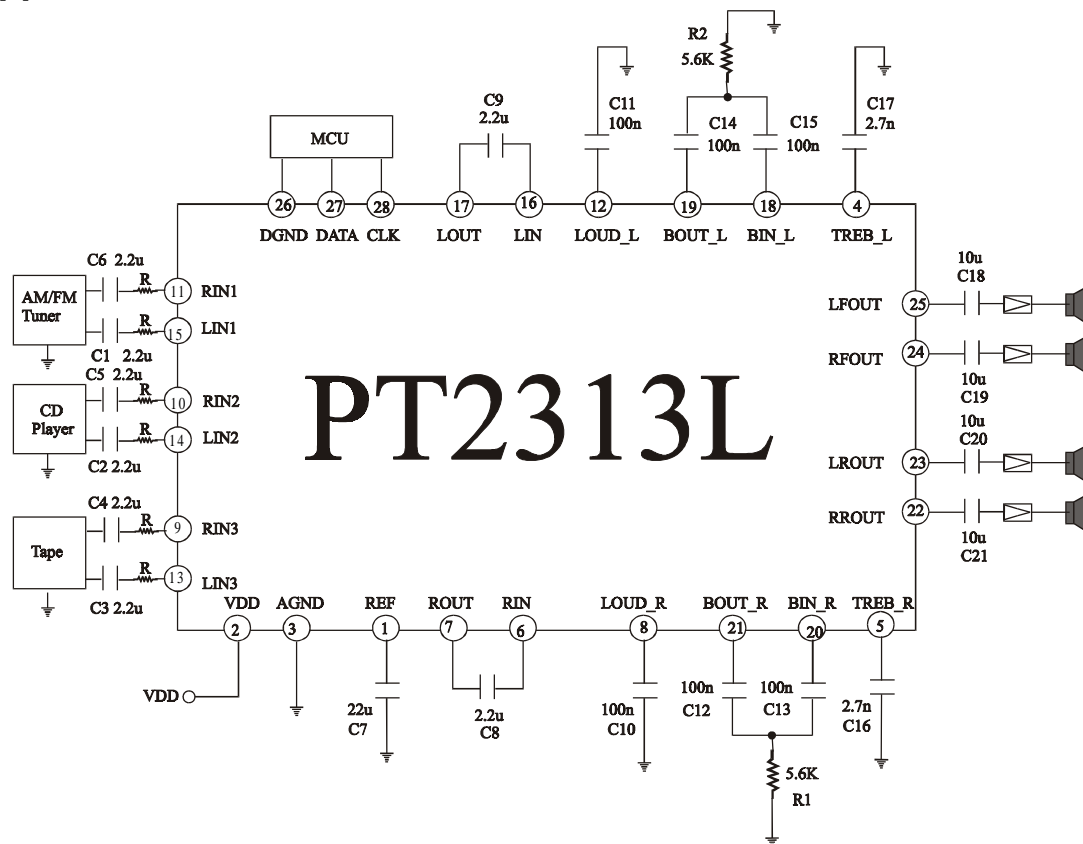 R2
5.6K
C9
2.2u
C11
100n
C14
100n
C15
100n
C17
2.7n
MCU
26
27
28
17
16
12
19
18
4
DGND
DATA
CLK
LOUT
LIN
LOUD_L
BOUT_L
BIN_L
TREB_L
C6 2.2u
R
11
RIN1
AM/FM
Tuner
R
15
LIN1
C1 2.2u
C5 2.2u
R
10
RIN2
CD
Player
R
14
LIN2
C2 2.2u
C4 2.2u
R
9
RIN3
Tape
R
13
LIN3
C3 2.2u
PT2313L
10u
C18
LFOUT
25
RFOUT
24
10u
C19
10u
C20
LROUT
23
RROUT
22
10u
C21
VDD
AGND
REF
ROUT
RIN
LOUD_R
BOUT_R
BIN_R
TREB_R
2
3
1
7
6
8
21
20
5
VDD
22u
C7
2.2u
C8
100n
C10
100n
C12
100n
C13
2.7n
C16
5.6K
R1